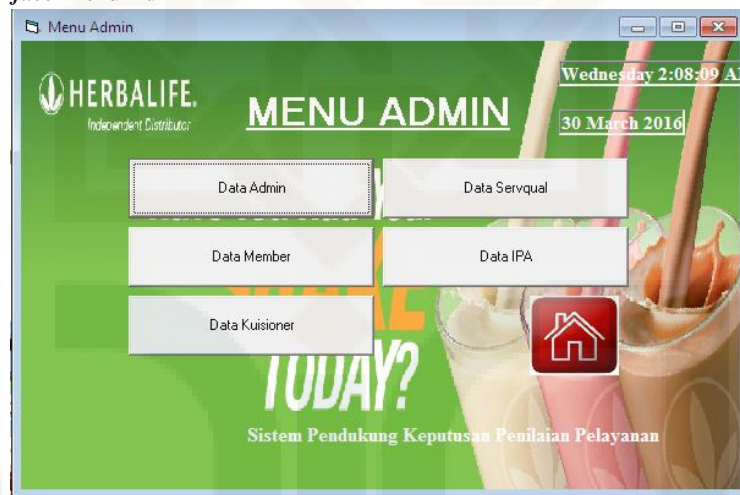 Menu Admin
HERBALIFE.
Independent Distributor
MENU ADMIN
Wednesday 2:08:09 A
30 March 2016
Data Admin
Data Servqual
Data Member
Data IPA
Data Kuisioner
TODAY?
Sistem Pendukung Keputusan Penilaian Pelayanan